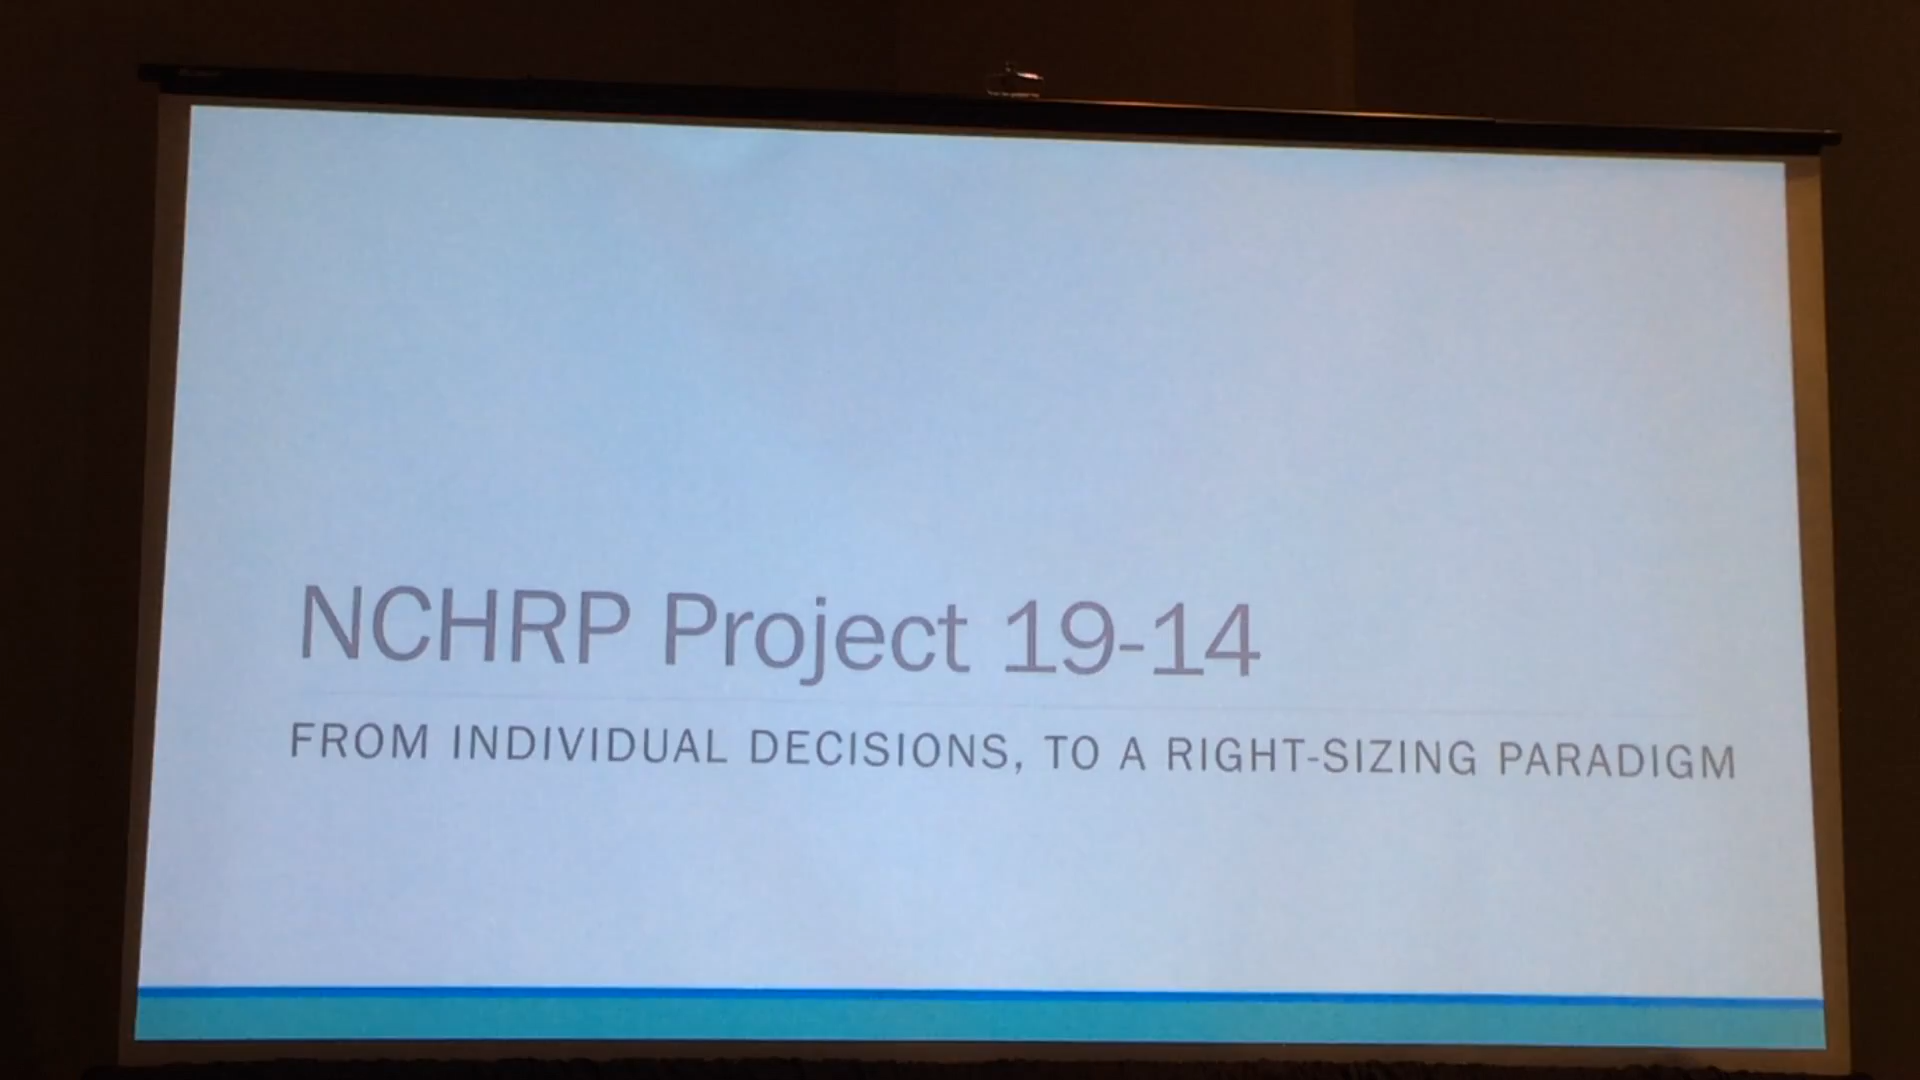 NCHRP Project 19-14
FROM INDIVIDUAL DECISIONS, TO A RIGHT-SIZING PARADIGM